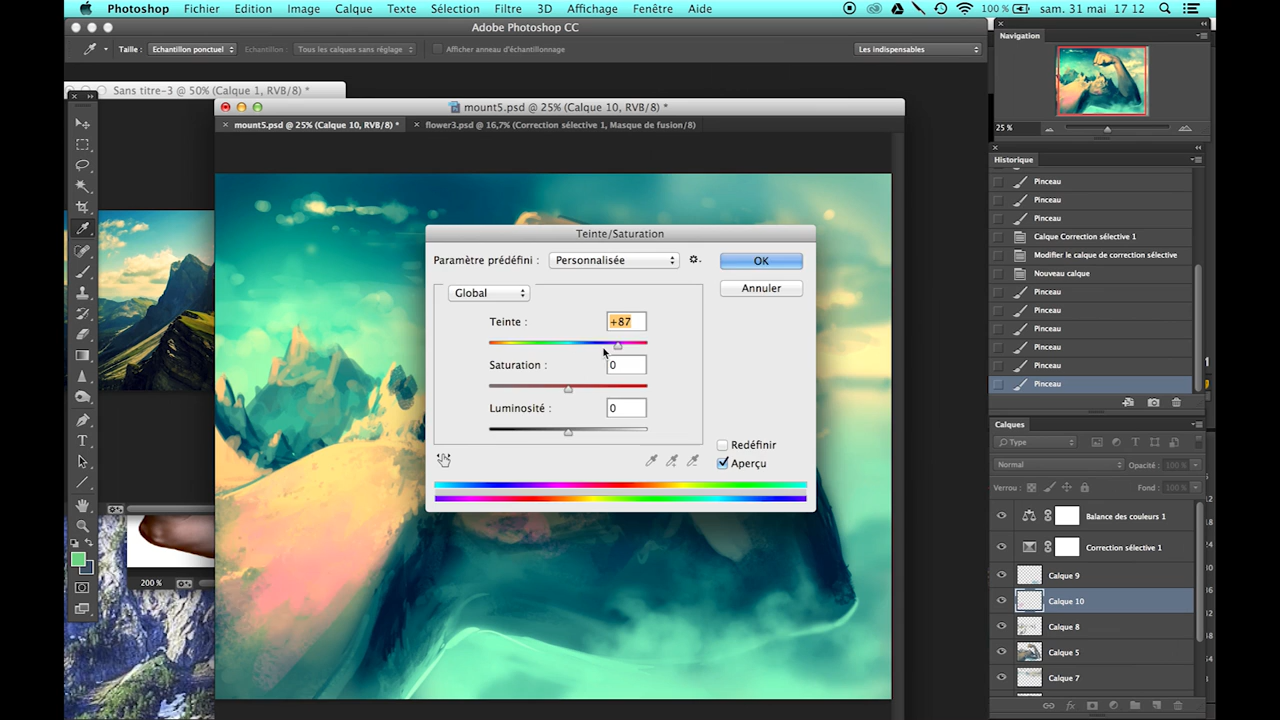 Photoshop Fichier Edition Image Calque Texte Sélection Filtre 3D Affichage Fenêtre Aide 100 % sam. 31 mai 17 12
Adobe Photoshop CC
Taille : Echantillon ponctuel Echantillon : Tous les calques sans réglage Afficher anneau d'échantillonnage Les indispensables
Navigation
25 %
Sans titre-3 @ 50% (Calque 1, RVB/8) *
mount5.psd @ 25% (Calque 10, RVB/8) *
mount5.psd @ 25% (Calque 10, RVB/8) * flower3.psd @ 16,7% (Correction sélective 1, Masque de fusion/8)
Teinte/Saturation
Paramètre prédéfini : Personnalisée
OK
Annuler
Global
Teinte : +87
Saturation : 0
Luminosité : 0
Redéfinir
Aperçu
200 %
Historique
Pinceau
Pinceau
Pinceau
Calque Correction sélective 1
Modifier le calque de correction sélective
Nouveau calque
Pinceau
Pinceau
Pinceau
Pinceau
Pinceau
Pinceau
Calques
Type
Normal Opacité : 100 %
Verrou : Fond : 100 %
Balance des couleurs 1
Correction sélective 1
Calque 9
Calque 10
Calque 8
Calque 5
Calque 7